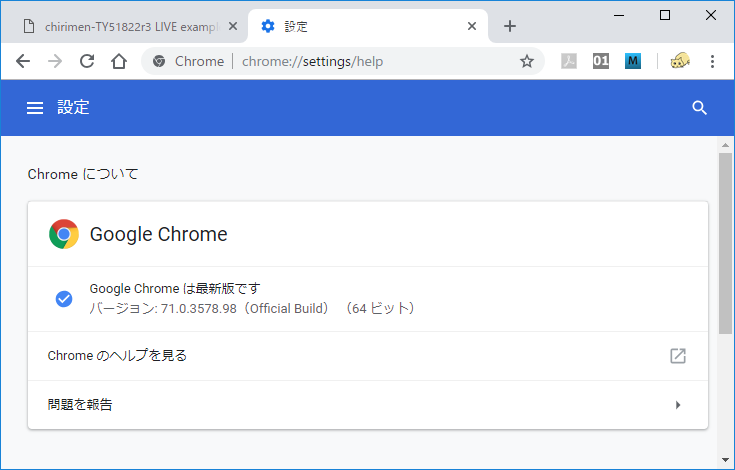 chirimen-TY51822r3 LIVE exampl
設定
Chrome
chrome://settings/help
01
M
設定
Chrome について
Google Chrome
Google Chrome は最新版です
バージョン: 71.0.3578.98（Official Build） （64 ビット）
Chrome のヘルプを見る
問題を報告